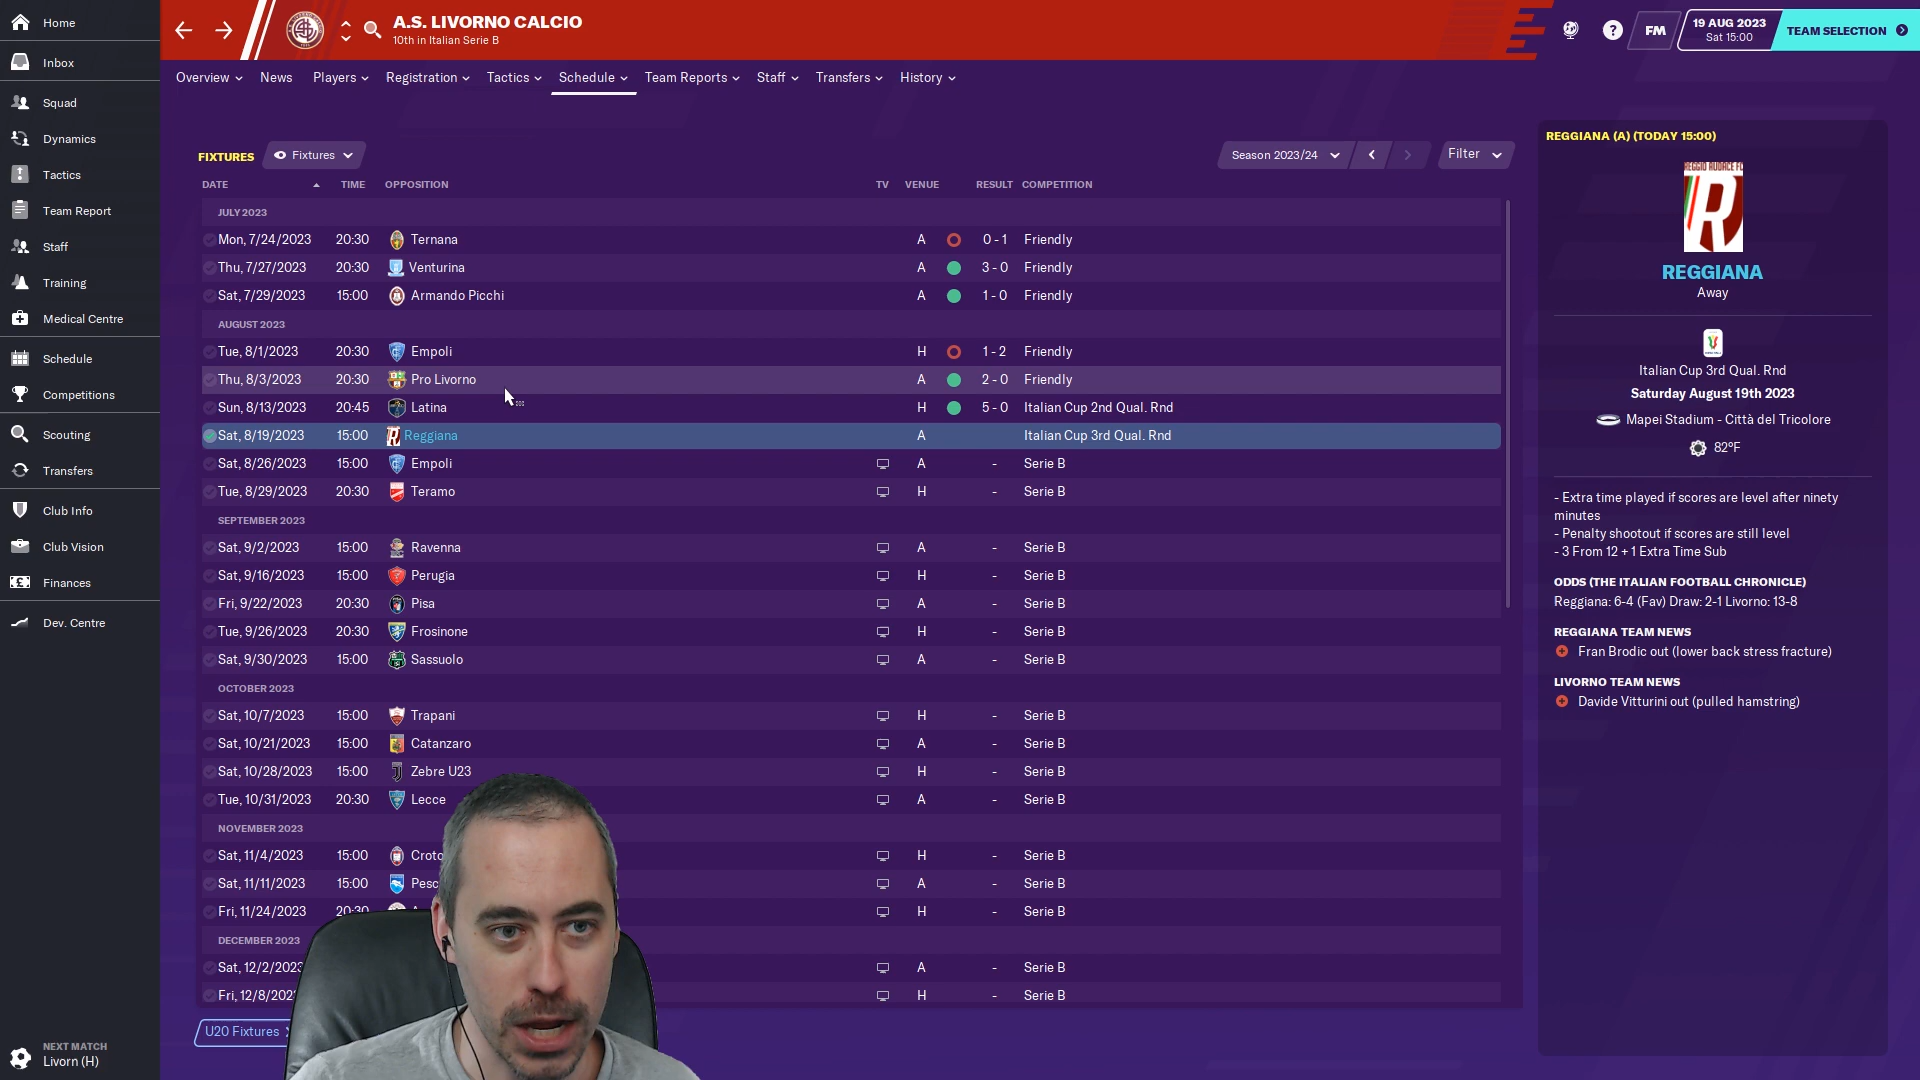 Home
Inbox
Squad
Dynamics
Tactics
Team Report
Staff
Training
Medical Centre
Schedule
Competitions
Scouting
Transfers
Club Info
Club Vision
Finances
Dev. Centre
NEXT MATCH
Livorn (H)
A.S. LIVORNO CALCIO
10th in Italian Serie B
FM
19 AUG 2023
Sat 15:00
TEAM SELECTION
Overview News Players Registration Tactics Schedule Team Reports Staff Transfers History
FIXTURES Fixtures Season 2023/24 Filter
DATE TIME OPPOSITION TV VENUE RESULT COMPETITION
JULY 2023
Mon, 7/24/2023 20:30 Ternana A 0 - 1 Friendly
Thu, 7/27/2023 20:30 Venturina A 3 - 0 Friendly
Sat, 7/29/2023 15:00 Armando Picchi A 1 - 0 Friendly
AUGUST 2023
Tue, 8/1/2023 20:30 Empoli H 1 - 2 Friendly
Thu, 8/3/2023 20:30 Pro Livorno A 2 - 0 Friendly
Sun, 8/13/2023 20:45 Latina H 5 - 0 Italian Cup 2nd Qual. Rnd
Sat, 8/19/2023 15:00 Reggiana A Italian Cup 3rd Qual. Rnd
Sat, 8/26/2023 15:00 Empoli A - Serie B
Tue, 8/29/2023 20:30 Teramo H - Serie B
SEPTEMBER 2023
Sat, 9/2/2023 15:00 Ravenna A - Serie B
Sat, 9/16/2023 15:00 Perugia H - Serie B
Fri, 9/22/2023 20:30 Pisa A - Serie B
Tue, 9/26/2023 20:30 Frosinone H - Serie B
Sat, 9/30/2023 15:00 Sassuolo A - Serie B
OCTOBER 2023
Sat, 10/7/2023 15:00 Trapani H - Serie B
Sat, 10/21/2023 15:00 Catanzaro A - Serie B
Sat, 10/28/2023 15:00 Zebre U23 H - Serie B
Tue, 10/31/2023 20:30 Lecce A - Serie B
NOVEMBER 2023
Sat, 11/4/2023 15:00 Croto H - Serie B
Sat, 11/11/2023 15:00 Pesc A - Serie B
Fri, 11/24/2023 20:30 H - Serie B
DECEMBER 2023
Sat, 12/2/2023 A - Serie B
Fri, 12/8/202 H - Serie B
U20 Fixtures
REGGIANA (A) (TODAY 15:00)
REGGIANA
Away
Italian Cup 3rd Qual. Rnd
Saturday August 19th 2023
Mapei Stadium - Città del Tricolore
82°F
- Extra time played if scores are level after ninety
minutes
- Penalty shootout if scores are still level
- 3 From 12 + 1 Extra Time Sub
ODDS (THE ITALIAN FOOTBALL CHRONICLE)
Reggiana: 6-4 (Fav) Draw: 2-1 Livorno: 13-8
REGGIANA TEAM NEWS
Fran Brodic out (lower back stress fracture)
LIVORNO TEAM NEWS
Davide Vitturini out (pulled hamstring)